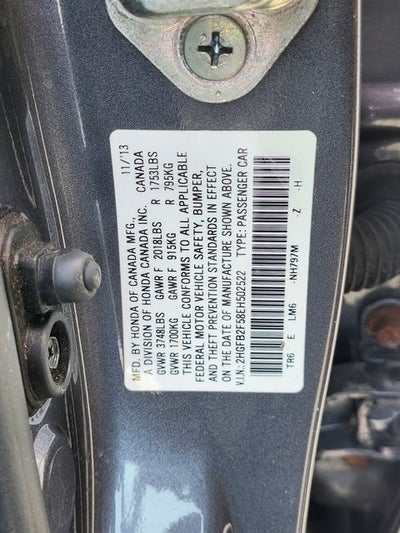 MFD. BY HONDA OF CANADA MFG., 11/13
A DIVISION OF HONDA CANADA INC. CANADA
GVWR 3748LBS GAWR F 2018LBS R 1753LBS
GVWR 1700KG GAWR F 915KG R 795KG
THIS VEHICLE CONFORMS TO ALL APPLICABLE
FEDERAL MOTOR VEHICLE SAFETY, BUMPER,
AND THEFT PREVENTION STANDARDS IN EFFECT
ON THE DATE OF MANUFACTURE SHOWN ABOVE.
V.I.N.: 2HGFB2F58EH502522 TYPE: PASSENGER CAR
TR6 E LM6 -NH797M -Z -H